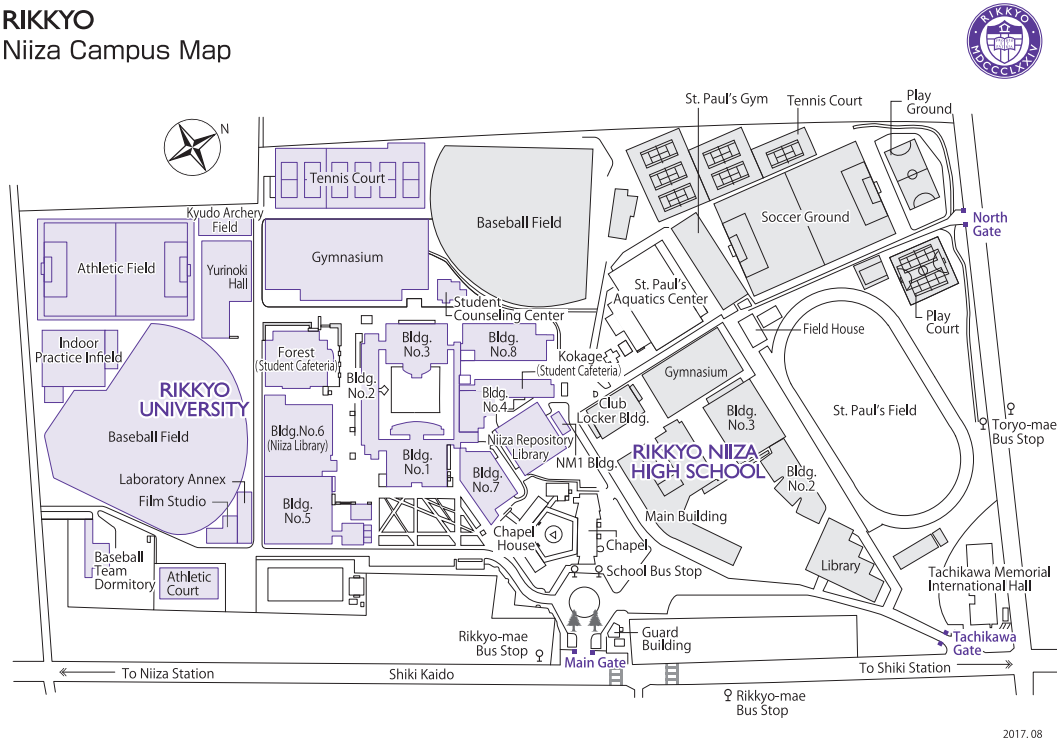 RIKKYO
Niiza Campus Map
RIKKYO
MDCCCLXXIV
N
St. Paul's Gym
Tennis Court
Play
Ground
Tennis Court
Kyudo Archery
Field
Baseball Field
Soccer Ground
North
Gate
Athletic Field
Yurinoki
Hall
Gymnasium
St. Paul's
Aquatics Center
Student
Counseling Center
Play
Court
Field House
Indoor
Practice Infield
Forest
(Student Cafeteria)
Bldg.
No.3
Bldg.
No.8
Kokage
(Student Cafeteria)
Gymnasium
Bldg.
No.2
Bldg.
No.4
Club
Locker Bldg.
Bldg.
No.3
St. Paul's Field
RIKKYO
UNIVERSITY
Baseball Field
Bldg.No.6
(Niiza Library)
Niiza Repository
Library
Toryo-mae
Bus Stop
RIKKYO NIIZA
HIGH SCHOOL
Bldg.
No.1
NM1 Bldg.
Bldg.
No.7
Bldg.
No.2
Laboratory Annex
Film Studio
Bldg.
No.5
Main Building
Chapel
House
Chapel
Baseball
Team
Dormitory
Athletic
Court
School Bus Stop
Library
Tachikawa Memorial
International Hall
Rikkyo-mae
Bus Stop
Guard
Building
Tachikawa
Gate
Main Gate
To Niiza Station
Shiki Kaido
To Shiki Station
Rikkyo-mae
Bus Stop
2017. 08